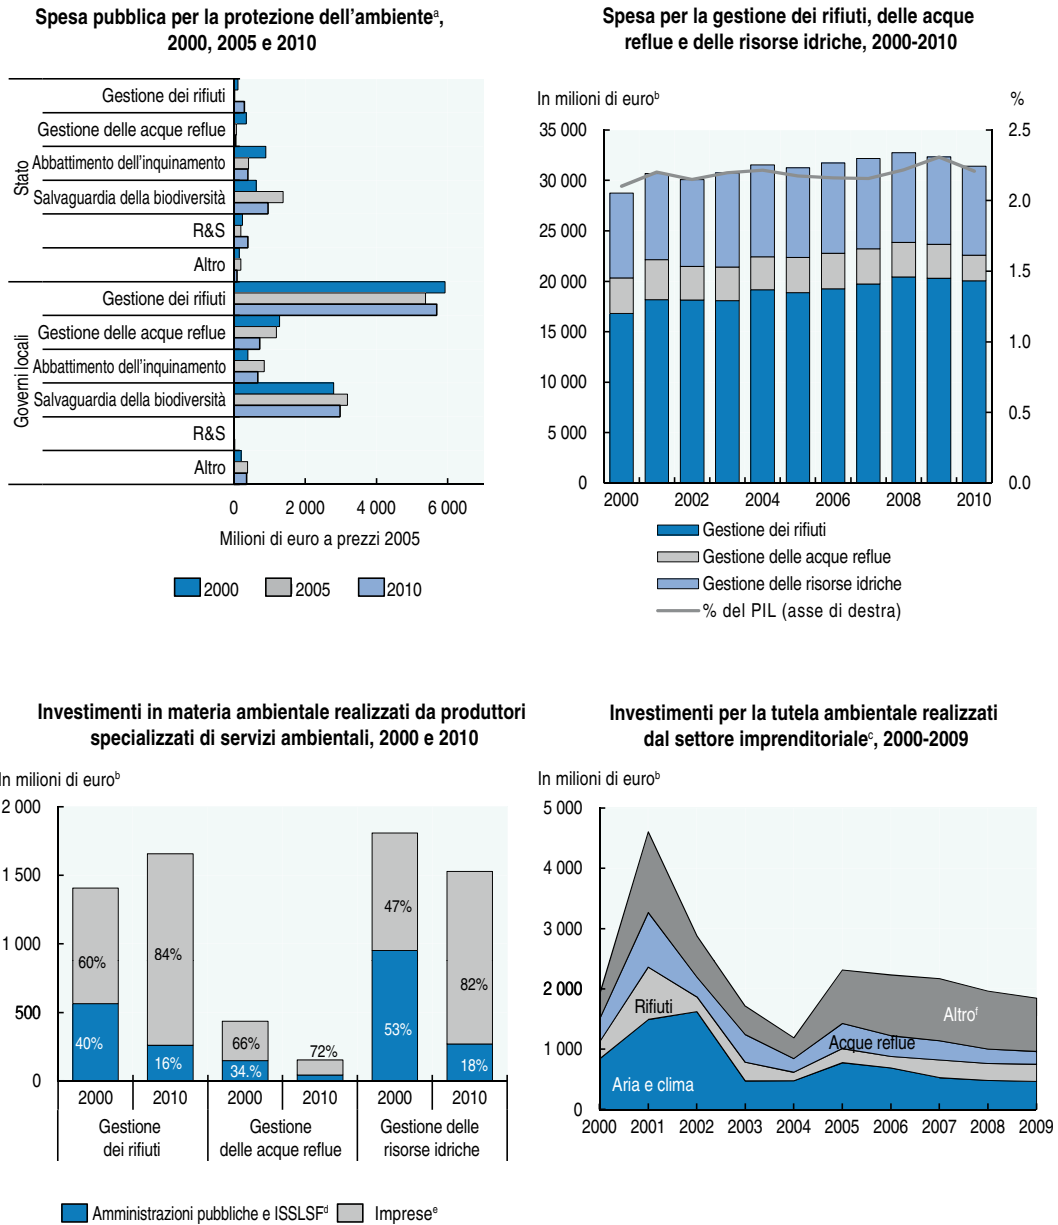 Spesa pubblica per la protezione dell'ambienteᵃ,
2000, 2005 e 2010
Stato
Gestione dei rifiuti
Gestione delle acque reflue
Abbattimento dell'inquinamento
Salvaguardia della biodiversità
R&S
Altro
Governi locali
Gestione dei rifiuti
Gestione delle acque reflue
Abbattimento dell'inquinamento
Salvaguardia della biodiversità
R&S
Altro
0 2 000 4 000 6 000
Milioni di euro a prezzi 2005
2000 2005 2010
Spesa per la gestione dei rifiuti, delle acque
reflue e delle risorse idriche, 2000-2010
In milioni di euroᵇ %
35 000 2.5
30 000
2.0
25 000
20 000 1.5
15 000
1.0
10 000
0.5
5 000
0 0.0
2000 2002 2004 2006 2008 2010
Gestione dei rifiuti
Gestione delle acque reflue
Gestione delle risorse idriche
% del PIL (asse di destra)
Investimenti in materia ambientale realizzati da produttori
specializzati di servizi ambientali, 2000 e 2010
In milioni di euroᵇ
2 000
1 500
1 000
500
0
60% 84% 66% 72% 47% 82%
40% 16% 34.% 53% 18%
2000 2010 2000 2010 2000 2010
Gestione
dei rifiuti
Gestione
delle acque reflue
Gestione delle
risorse idriche
Amministrazioni pubbliche e ISSLSFᵈ Impreseᵉ
Investimenti per la tutela ambientale realizzati
dal settore imprenditorialeᶜ, 2000-2009
In milioni di euroᵇ
5 000
4 000
3 000
2 000
1 000
0
Rifiuti
Altroᶠ
Acque reflue
Aria e clima
2000 2001 2002 2003 2004 2005 2006 2007 2008 2009